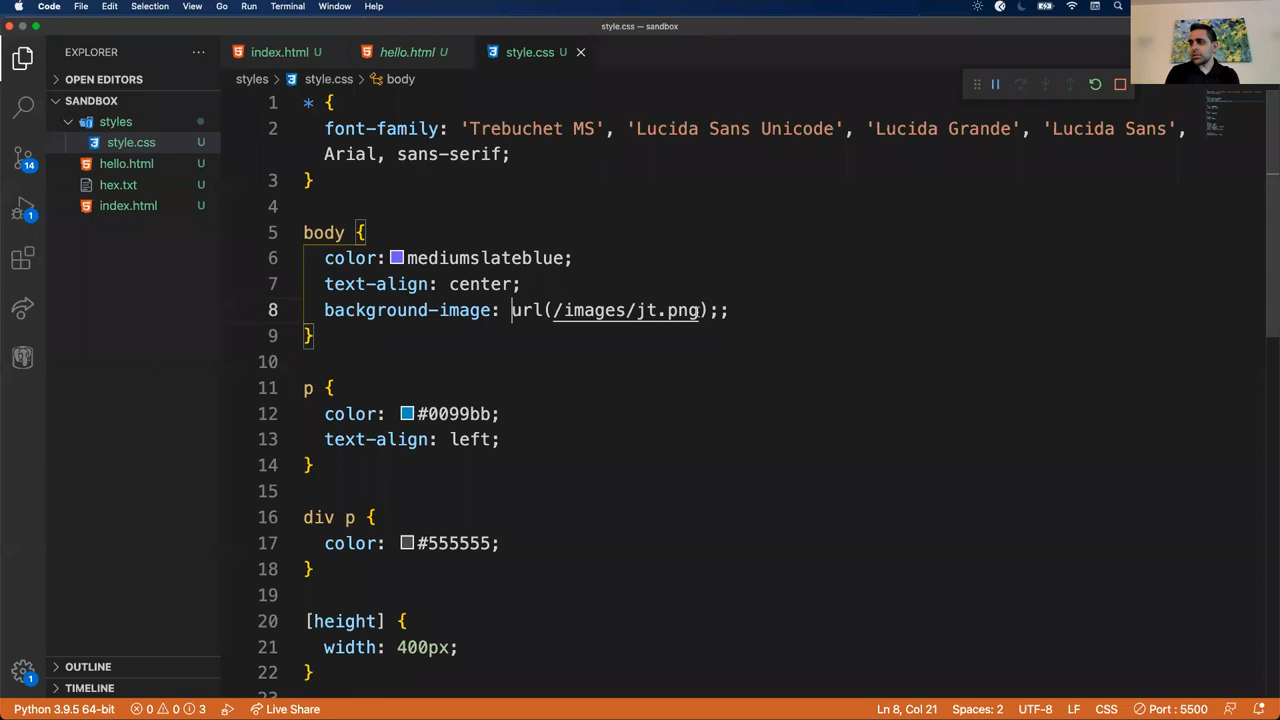 Code File Edit Selection View Go Run Terminal Window Help
style.css — sandbox
EXPLORER
index.html U
hello.html U
style.css U
OPEN EDITORS
SANDBOX
styles
style.css U
hello.html U
hex.txt U
index.html U
OUTLINE
TIMELINE
14
1
1
styles > style.css > body
1 * {
2 font-family: 'Trebuchet MS', 'Lucida Sans Unicode', 'Lucida Grande', 'Lucida Sans',
Arial, sans-serif;
3 }
4
5 body {
6 color: mediumslateblue;
7 text-align: center;
8 background-image: url(/images/jt.png);;
9 }
10
11 p {
12 color: #0099bb;
13 text-align: left;
14 }
15
16 div p {
17 color: #555555;
18 }
19
20 [height] {
21 width: 400px;
22 }
23
Python 3.9.5 64-bit 0 0 3 Live Share Ln 8, Col 21 Spaces: 2 UTF-8 LF CSS Port : 5500